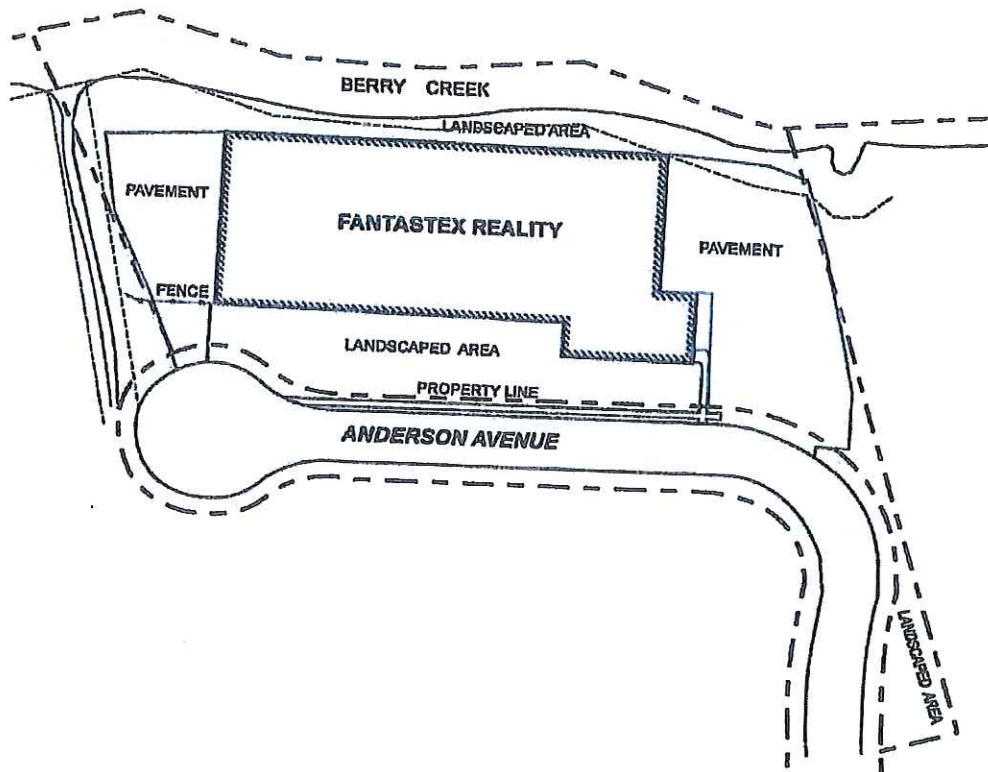 BERRY CREEK
LANDSCAPED AREA
PAVEMENT
FANTASTEX REALITY
PAVEMENT
FENCE
LANDSCAPED AREA
PROPERTY LINE
ANDERSON AVENUE
LANDSCAPED AREA